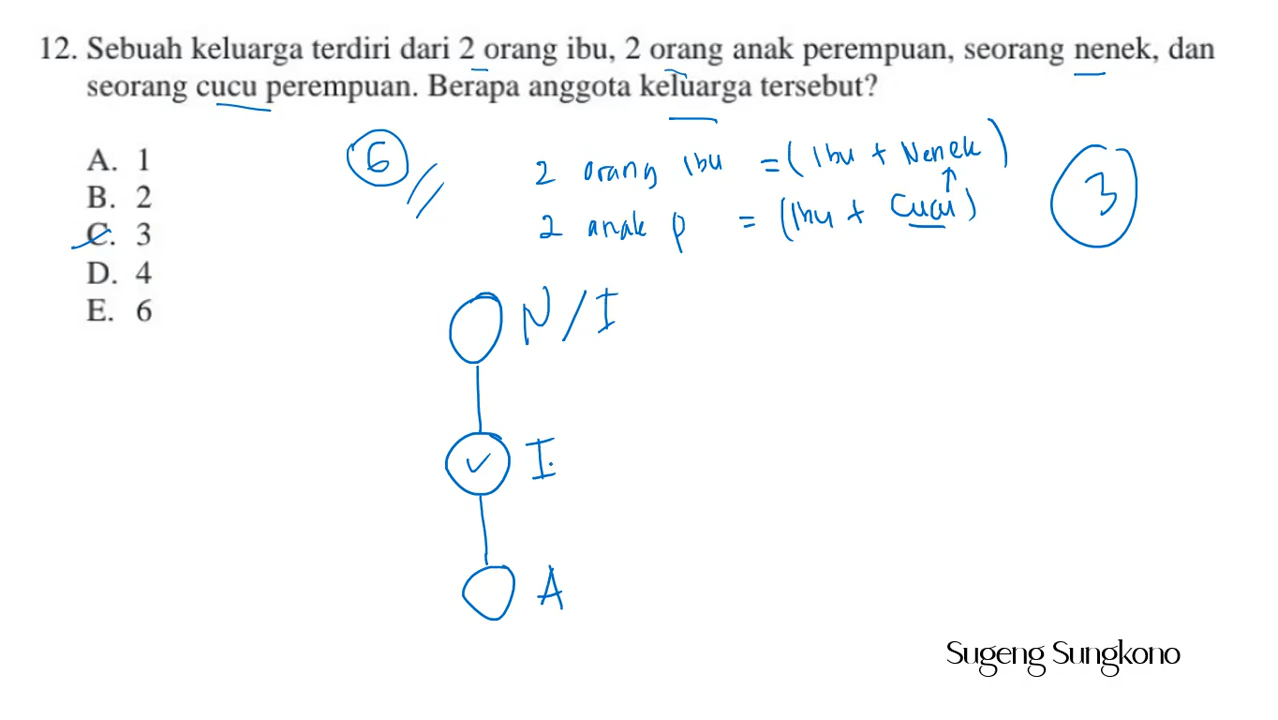 12. Sebuah keluarga terdiri dari 2 orang ibu, 2 orang anak perempuan, seorang nenek, dan
seorang cucu perempuan. Berapa anggota keluarga tersebut?
A. 1
B. 2
C. 3
D. 4
E. 6
6
2 orang ibu = (Ibu + Nenek)
2 anak p = (Ibu + Cucu)
3
N/I
I
A
Sugeng Sungkono